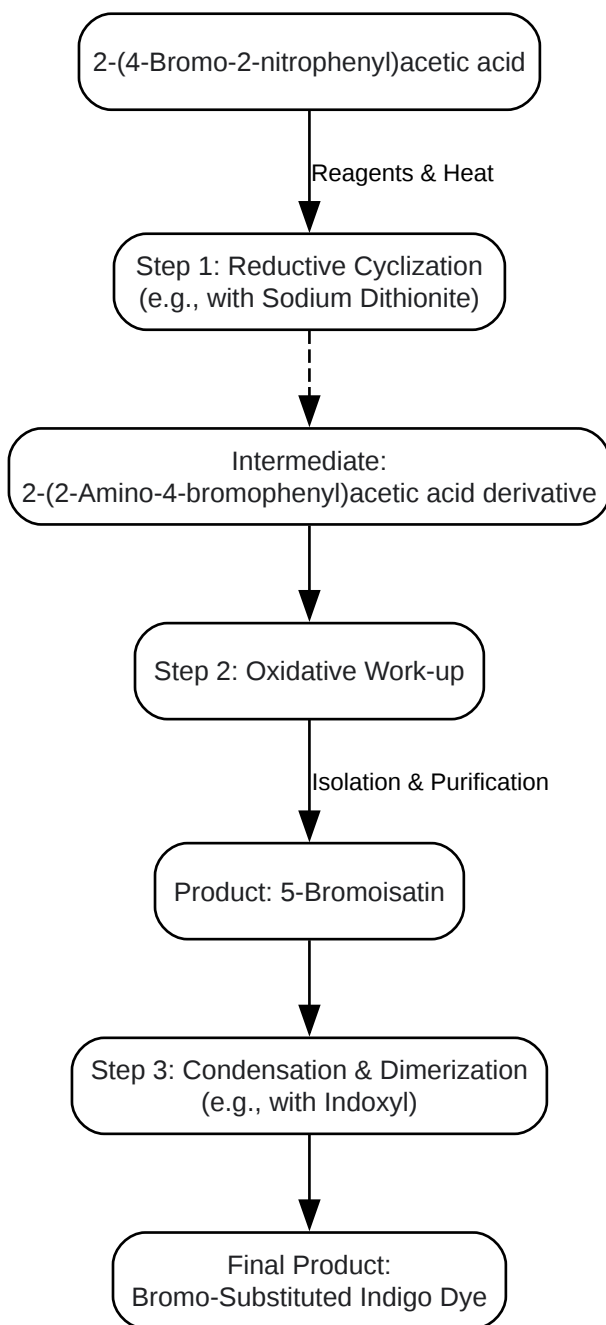 2-(4-Bromo-2-nitrophenyl)acetic acid
Reagents & Heat
Step 1: Reductive Cyclization
(e.g., with Sodium Dithionite)
Intermediate:
2-(2-Amino-4-bromophenyl)acetic acid derivative
Step 2: Oxidative Work-up
Isolation & Purification
Product: 5-Bromoisatin
Step 3: Condensation & Dimerization
(e.g., with Indoxyl)
Final Product:
Bromo-Substituted Indigo Dye